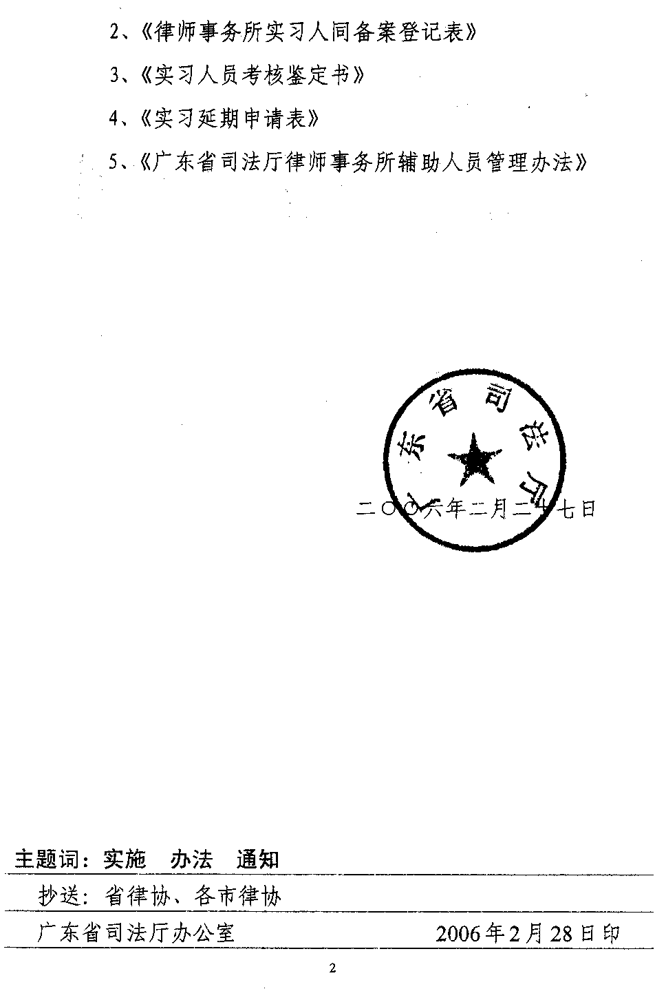 2、《律师事务所实习人同备案登记表》
3、《实习人员考核鉴定书》
4、《实习延期申请表》
5、《广东省司法厅律师事务所辅助人员管理办法》
广东省司法厅
二〇〇六年二月二十七日
主题词：实施 办法 通知
抄送：省律协、各市律协
广东省司法厅办公室 2006年2月28日印
2